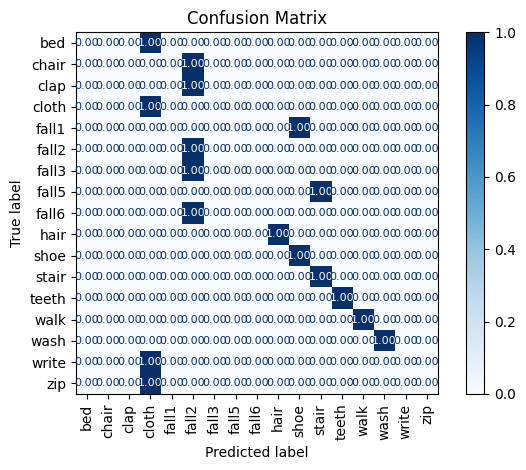 Confusion Matrix
bed 0.00 0.00 0.00 1.00 0.00 0.00 0.00 0.00 0.00 0.00 0.00 0.00 0.00 0.00 0.00 0.00 0.00
chair 0.00 0.00 0.00 0.00 0.00 1.00 0.00 0.00 0.00 0.00 0.00 0.00 0.00 0.00 0.00 0.00 0.00
clap 0.00 0.00 0.00 0.00 0.00 1.00 0.00 0.00 0.00 0.00 0.00 0.00 0.00 0.00 0.00 0.00 0.00
cloth 0.00 0.00 0.00 1.00 0.00 0.00 0.00 0.00 0.00 0.00 0.00 0.00 0.00 0.00 0.00 0.00 0.00
fall1 0.00 0.00 0.00 0.00 0.00 0.00 0.00 0.00 0.00 0.00 1.00 0.00 0.00 0.00 0.00 0.00 0.00
fall2 0.00 0.00 0.00 0.00 0.00 1.00 0.00 0.00 0.00 0.00 0.00 0.00 0.00 0.00 0.00 0.00 0.00
fall3 0.00 0.00 0.00 0.00 0.00 1.00 0.00 0.00 0.00 0.00 0.00 0.00 0.00 0.00 0.00 0.00 0.00
fall5 0.00 0.00 0.00 0.00 0.00 0.00 0.00 0.00 0.00 0.00 0.00 1.00 0.00 0.00 0.00 0.00 0.00
fall6 0.00 0.00 0.00 0.00 0.00 1.00 0.00 0.00 0.00 0.00 0.00 0.00 0.00 0.00 0.00 0.00 0.00
hair 0.00 0.00 0.00 0.00 0.00 0.00 0.00 0.00 0.00 1.00 0.00 0.00 0.00 0.00 0.00 0.00 0.00
shoe 0.00 0.00 0.00 0.00 0.00 0.00 0.00 0.00 0.00 0.00 1.00 0.00 0.00 0.00 0.00 0.00 0.00
stair 0.00 0.00 0.00 0.00 0.00 0.00 0.00 0.00 0.00 0.00 0.00 1.00 0.00 0.00 0.00 0.00 0.00
teeth 0.00 0.00 0.00 0.00 0.00 0.00 0.00 0.00 0.00 0.00 0.00 0.00 1.00 0.00 0.00 0.00 0.00
walk 0.00 0.00 0.00 0.00 0.00 0.00 0.00 0.00 0.00 0.00 0.00 0.00 0.00 1.00 0.00 0.00 0.00
wash 0.00 0.00 0.00 0.00 0.00 0.00 0.00 0.00 0.00 0.00 0.00 0.00 0.00 0.00 1.00 0.00 0.00
write 0.00 0.00 0.00 1.00 0.00 0.00 0.00 0.00 0.00 0.00 0.00 0.00 0.00 0.00 0.00 0.00 0.00
zip 0.00 0.00 0.00 1.00 0.00 0.00 0.00 0.00 0.00 0.00 0.00 0.00 0.00 0.00 0.00 0.00 0.00
True label
bed chair clap cloth fall1 fall2 fall3 fall5 fall6 hair shoe stair teeth walk wash write zip
Predicted label
1.0
0.8
0.6
0.4
0.2
0.0